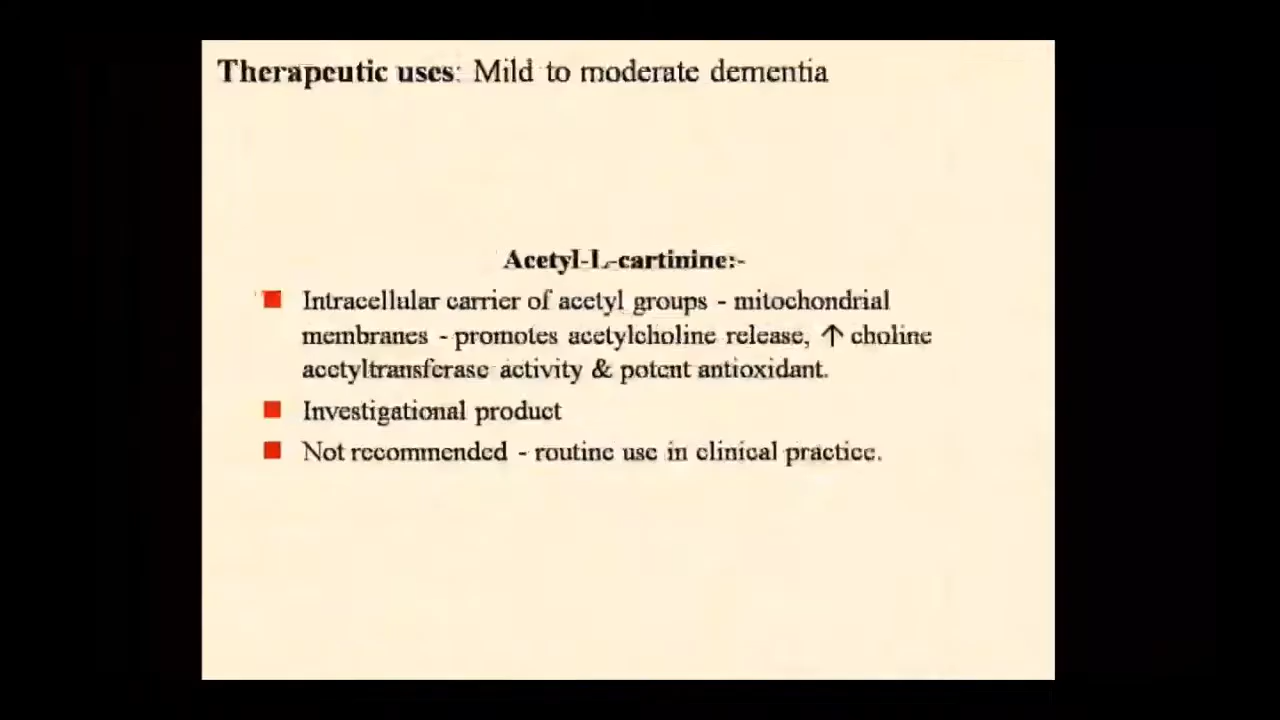 Therapeutic uses: Mild to moderate dementia
Acetyl-L-cartinine:-
Intracellular carrier of acetyl groups - mitochondrial
membranes - promotes acetylcholine release, ↑ choline
acetyltransferase activity & potent antioxidant.
Investigational product
Not recommended - routine use in clinical practice.